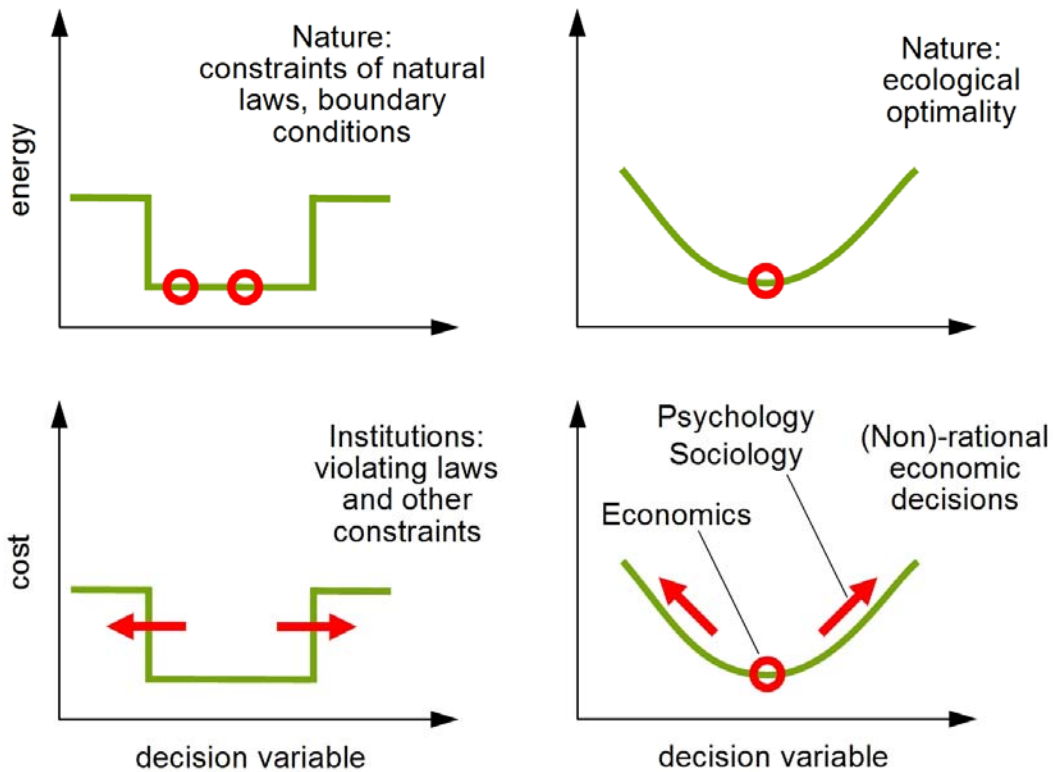 Nature:
constraints of natural
laws, boundary
conditions
energy
Nature:
ecological
optimality
Institutions:
violating laws
and other
constraints
cost
decision variable
Psychology
Sociology
Economics
(Non)-rational
economic
decisions
decision variable